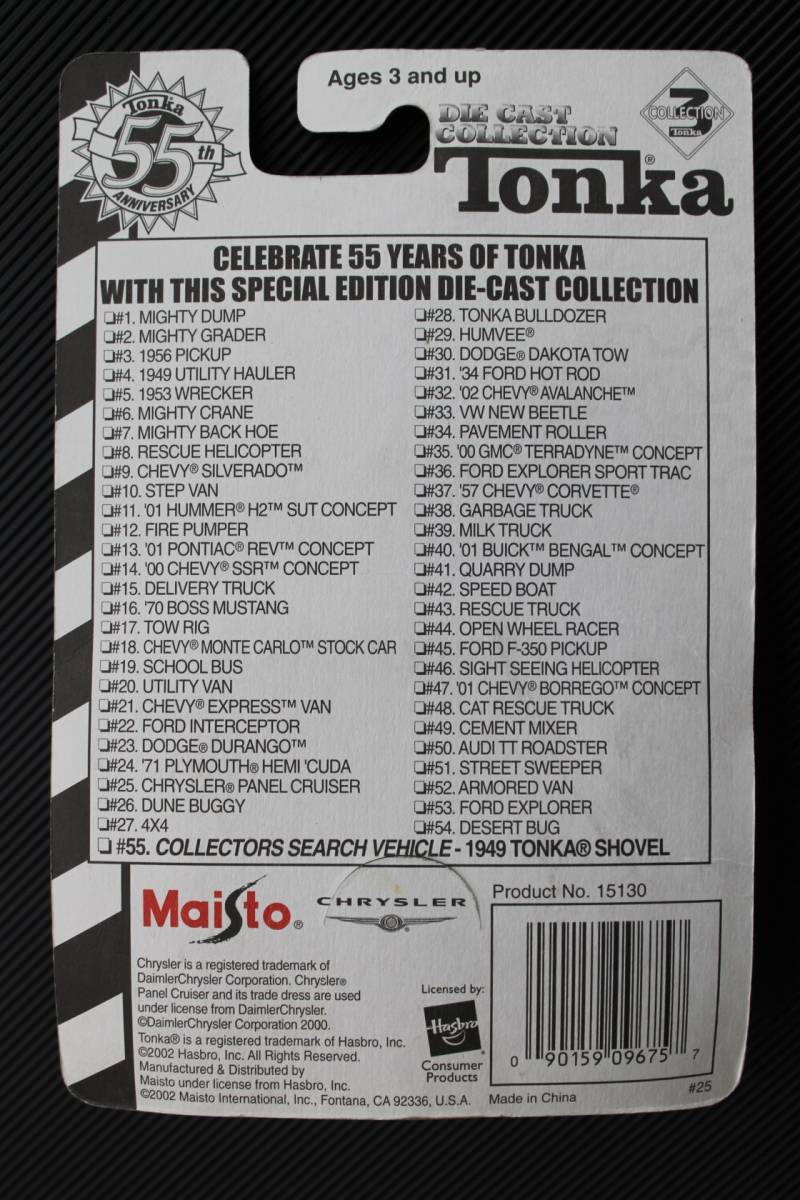 Tonka
55th
ANNIVERSARY
Ages 3 and up
DIE CAST
COLLECTION
Tonka®
3
COLLECTION
Tonka
CELEBRATE 55 YEARS OF TONKA
WITH THIS SPECIAL EDITION DIE-CAST COLLECTION
❏#1. MIGHTY DUMP
❏#2. MIGHTY GRADER
❏#3. 1956 PICKUP
❏#4. 1949 UTILITY HAULER
❏#5. 1953 WRECKER
❏#6. MIGHTY CRANE
❏#7. MIGHTY BACK HOE
❏#8. RESCUE HELICOPTER
❏#9. CHEVY® SILVERADO™
❏#10. STEP VAN
❏#11. '01 HUMMER® H2™ SUT CONCEPT
❏#12. FIRE PUMPER
❏#13. '01 PONTIAC® REV™ CONCEPT
❏#14. '00 CHEVY® SSR™ CONCEPT
❏#15. DELIVERY TRUCK
❏#16. '70 BOSS MUSTANG
❏#17. TOW RIG
❏#18. CHEVY® MONTE CARLO™ STOCK CAR
❏#19. SCHOOL BUS
❏#20. UTILITY VAN
❏#21. CHEVY® EXPRESS™ VAN
❏#22. FORD INTERCEPTOR
❏#23. DODGE® DURANGO™
❏#24. '71 PLYMOUTH® HEMI 'CUDA
❏#25. CHRYSLER® PANEL CRUISER
❏#26. DUNE BUGGY
❏#27. 4X4
❏#28. TONKA BULLDOZER
❏#29. HUMVEE®
❏#30. DODGE® DAKOTA TOW
❏#31. '34 FORD HOT ROD
❏#32. '02 CHEVY® AVALANCHE™
❏#33. VW NEW BEETLE
❏#34. PAVEMENT ROLLER
❏#35. '00 GMC® TERRADYNE™ CONCEPT
❏#36. FORD EXPLORER SPORT TRAC
❏#37. '57 CHEVY® CORVETTE®
❏#38. GARBAGE TRUCK
❏#39. MILK TRUCK
❏#40. '01 BUICK™ BENGAL™ CONCEPT
❏#41. QUARRY DUMP
❏#42. SPEED BOAT
❏#43. RESCUE TRUCK
❏#44. OPEN WHEEL RACER
❏#45. FORD F-350 PICKUP
❏#46. SIGHT SEEING HELICOPTER
❏#47. '01 CHEVY® BORREGO™ CONCEPT
❏#48. CAT RESCUE TRUCK
❏#49. CEMENT MIXER
❏#50. AUDI TT ROADSTER
❏#51. STREET SWEEPER
❏#52. ARMORED VAN
❏#53. FORD EXPLORER
❏#54. DESERT BUG
❏ #55. COLLECTORS SEARCH VEHICLE - 1949 TONKA® SHOVEL
Maisto®
CHRYSLER
Chrysler is a registered trademark of
DaimlerChrysler Corporation. Chrysler®
Panel Cruiser and its trade dress are used
under license from DaimlerChrysler.
©DaimlerChrysler Corporation 2000.
Tonka® is a registered trademark of Hasbro, Inc.
©2002 Hasbro, Inc. All Rights Reserved.
Manufactured & Distributed by
Maisto under license from Hasbro, Inc.
©2002 Maisto International, Inc., Fontana, CA 92336, U.S.A.
Licensed by:
Hasbro
Consumer
Products
Product No. 15130
0 90159 09675 7
Made in China
#25